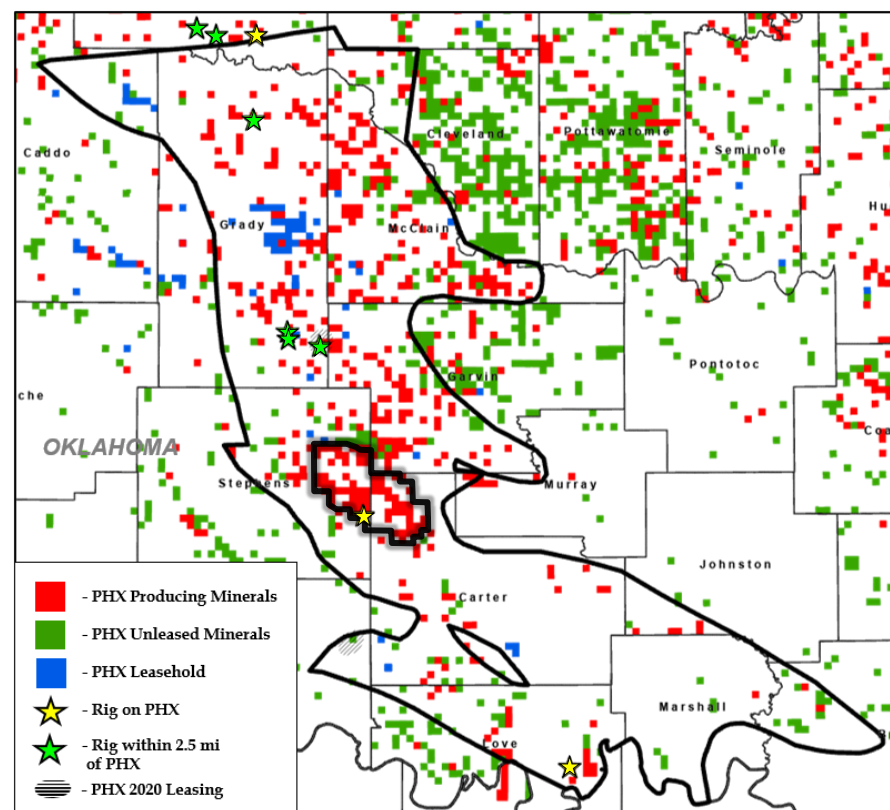 Caddo
Cleveland
Pottawatomie
Seminole
Hu
Grady
McClain
Pontotoc
Garvin
che
Coa
OKLAHOMA
Stephens
Murray
Johnston
Carter
Marshall
Love
- PHX Producing Minerals
- PHX Unleased Minerals
- PHX Leasehold
- Rig on PHX
- Rig within 2.5 mi
of PHX
- PHX 2020 Leasing